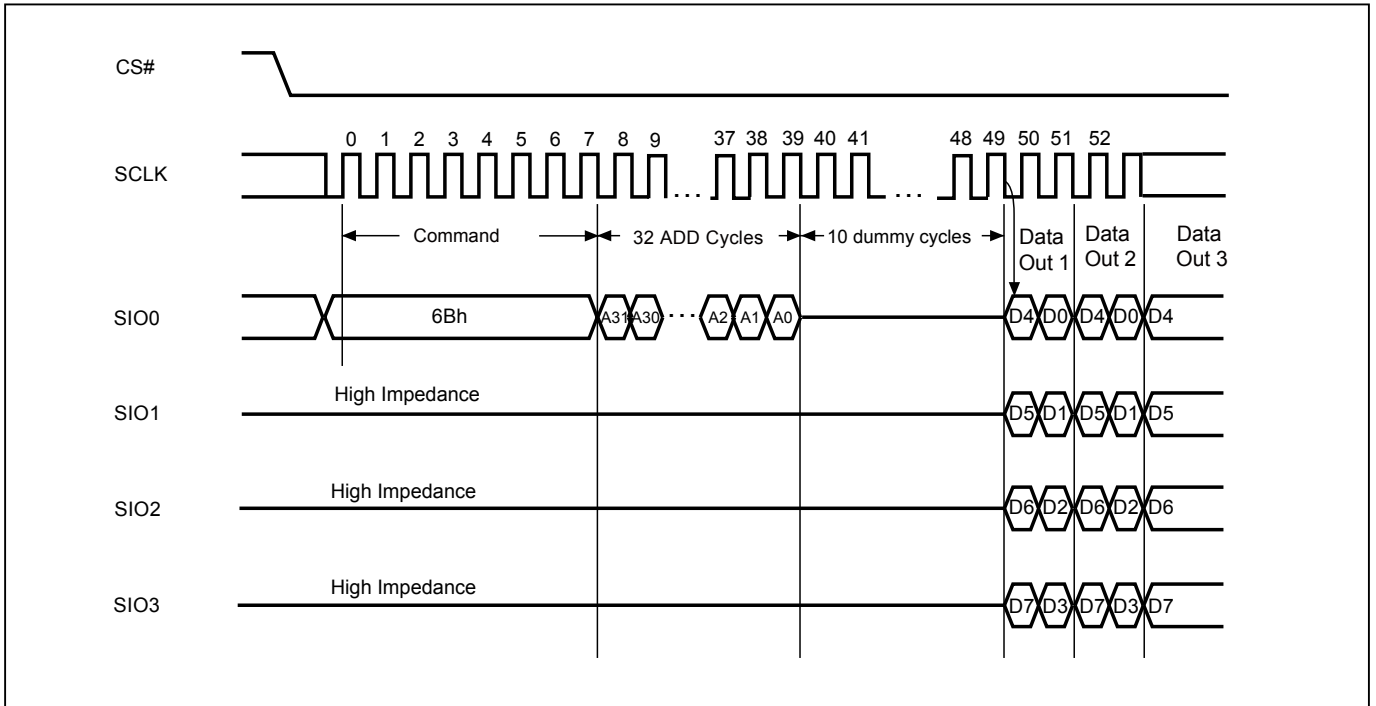 CS#
0 1 2 3 4 5 6 7 8 9 37 38 39 40 41 48 49 50 51 52
SCLK
. . . . . .
Command 32 ADD Cycles 10 dummy cycles Data Out 1 Data Out 2 Data Out 3
SIO0 6Bh A31 A30 . . . A2 A1 A0 D4 D0 D4 D0 D4
High Impedance
SIO1 D5 D1 D5 D1 D5
High Impedance
SIO2 D6 D2 D6 D2 D6
High Impedance
SIO3 D7 D3 D7 D3 D7